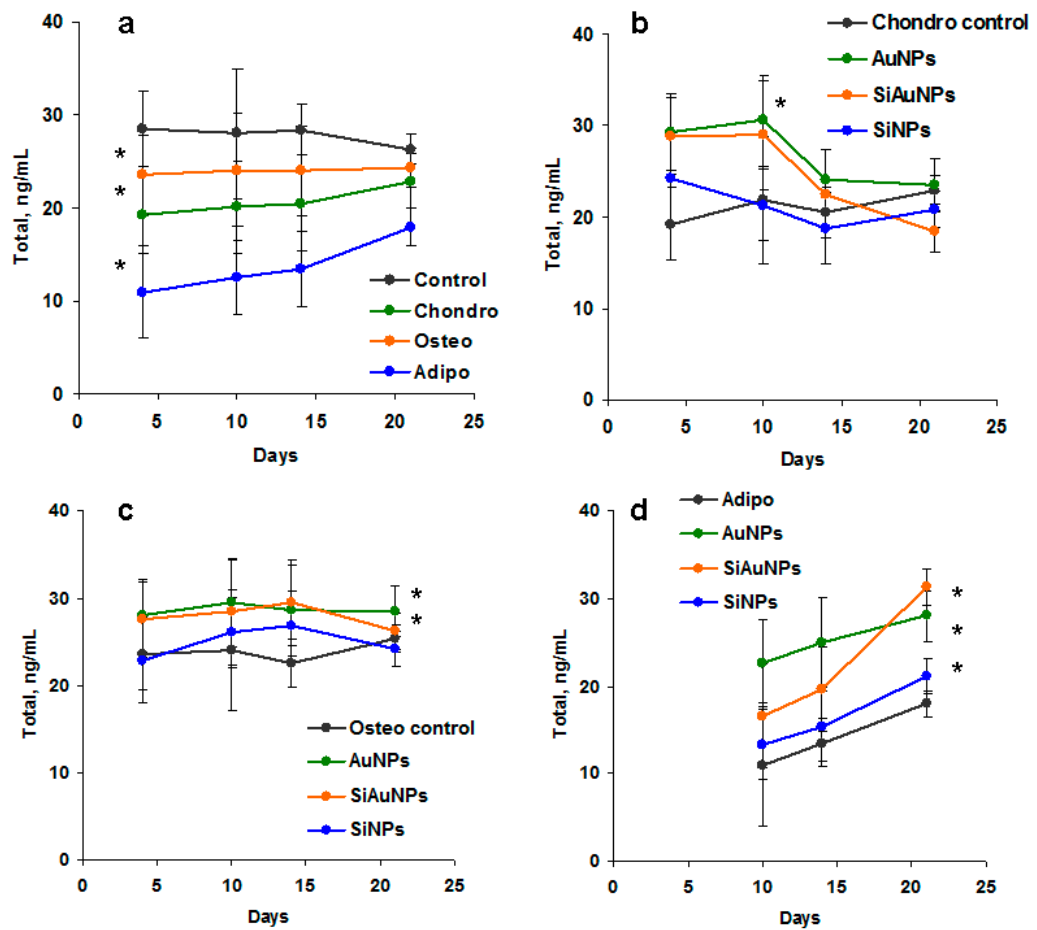 a
40
30
20
10
0
Total, ng/mL
*
*
*
Control
Chondro
Osteo
Adipo
0 5 10 15 20 25
Days
b
40
30
20
10
0
Total, ng/mL
Chondro control
AuNPs
SiAuNPs
SiNPs
*
0 5 10 15 20 25
Days
c
40
30
20
10
0
Total, ng/mL
*
*
Osteo control
AuNPs
SiAuNPs
SiNPs
0 5 10 15 20 25
Days
d
40
30
20
10
0
Total, ng/mL
Adipo
AuNPs
SiAuNPs
SiNPs
*
*
*
0 5 10 15 20 25
Days